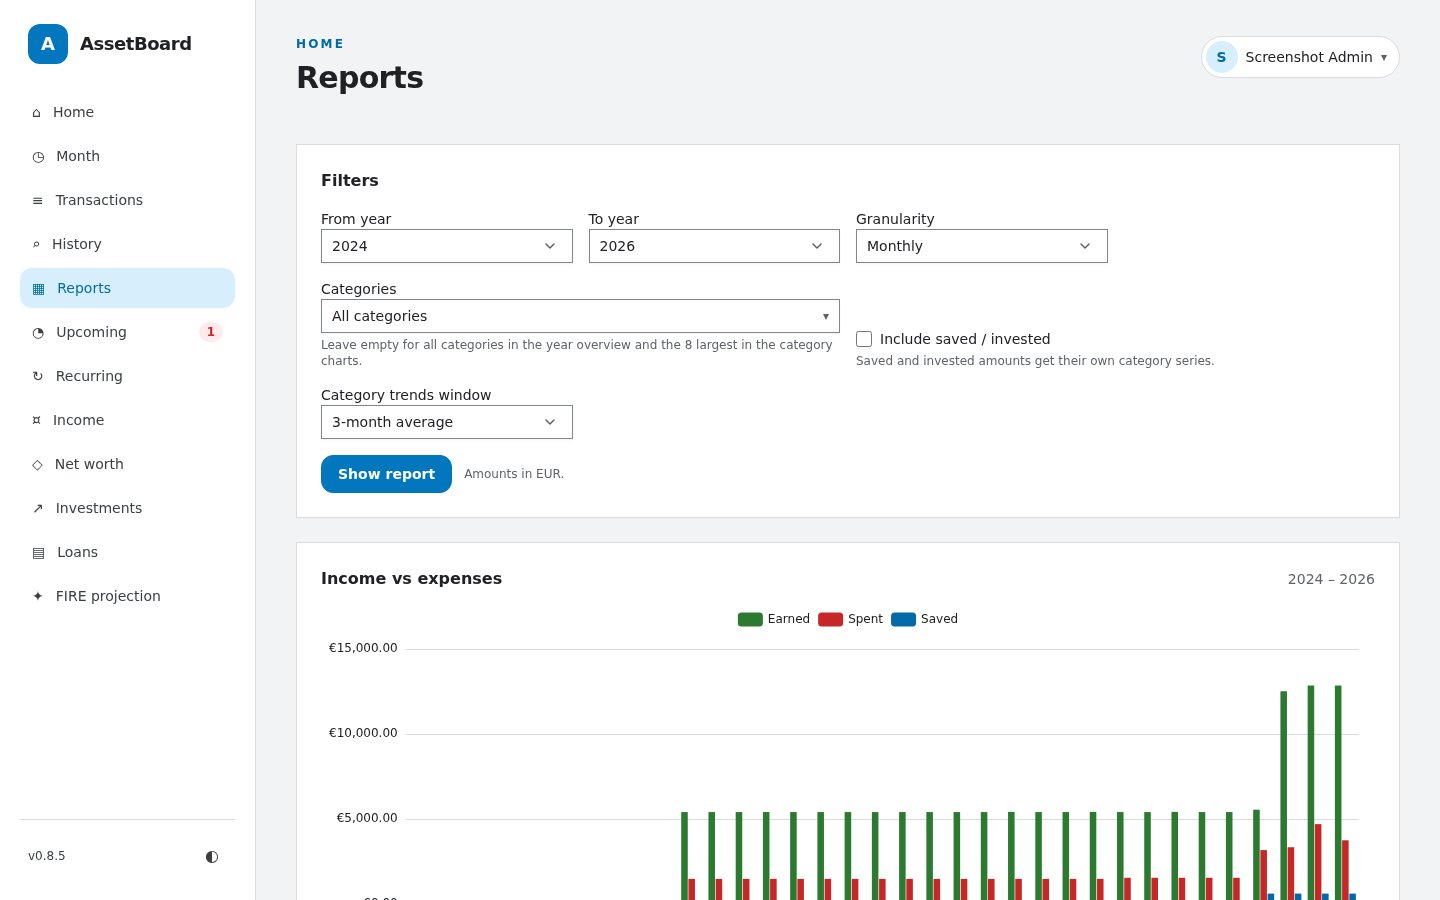 A AssetBoard
Home
Month
Transactions
History
Reports
Upcoming 1
Recurring
Income
Net worth
Investments
Loans
FIRE projection
v0.8.5
HOME
Reports
S Screenshot Admin
Filters
From year To year Granularity
2024 2026 Monthly
Categories
All categories
Include saved / invested
Leave empty for all categories in the year overview and the 8 largest in the category
charts.
Saved and invested amounts get their own category series.
Category trends window
3-month average
Show report Amounts in EUR.
Income vs expenses 2024 – 2026
Earned Spent Saved
€15,000.00
€10,000.00
€5,000.00